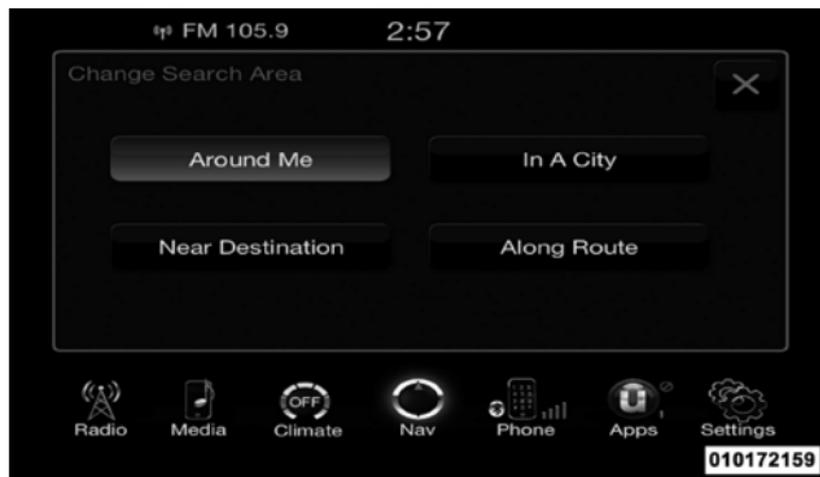 FM 105.9 2:57
Change Search Area
Around Me In A City
Near Destination Along Route
OFF
Radio Media Climate Nav Phone Apps Settings
010172159